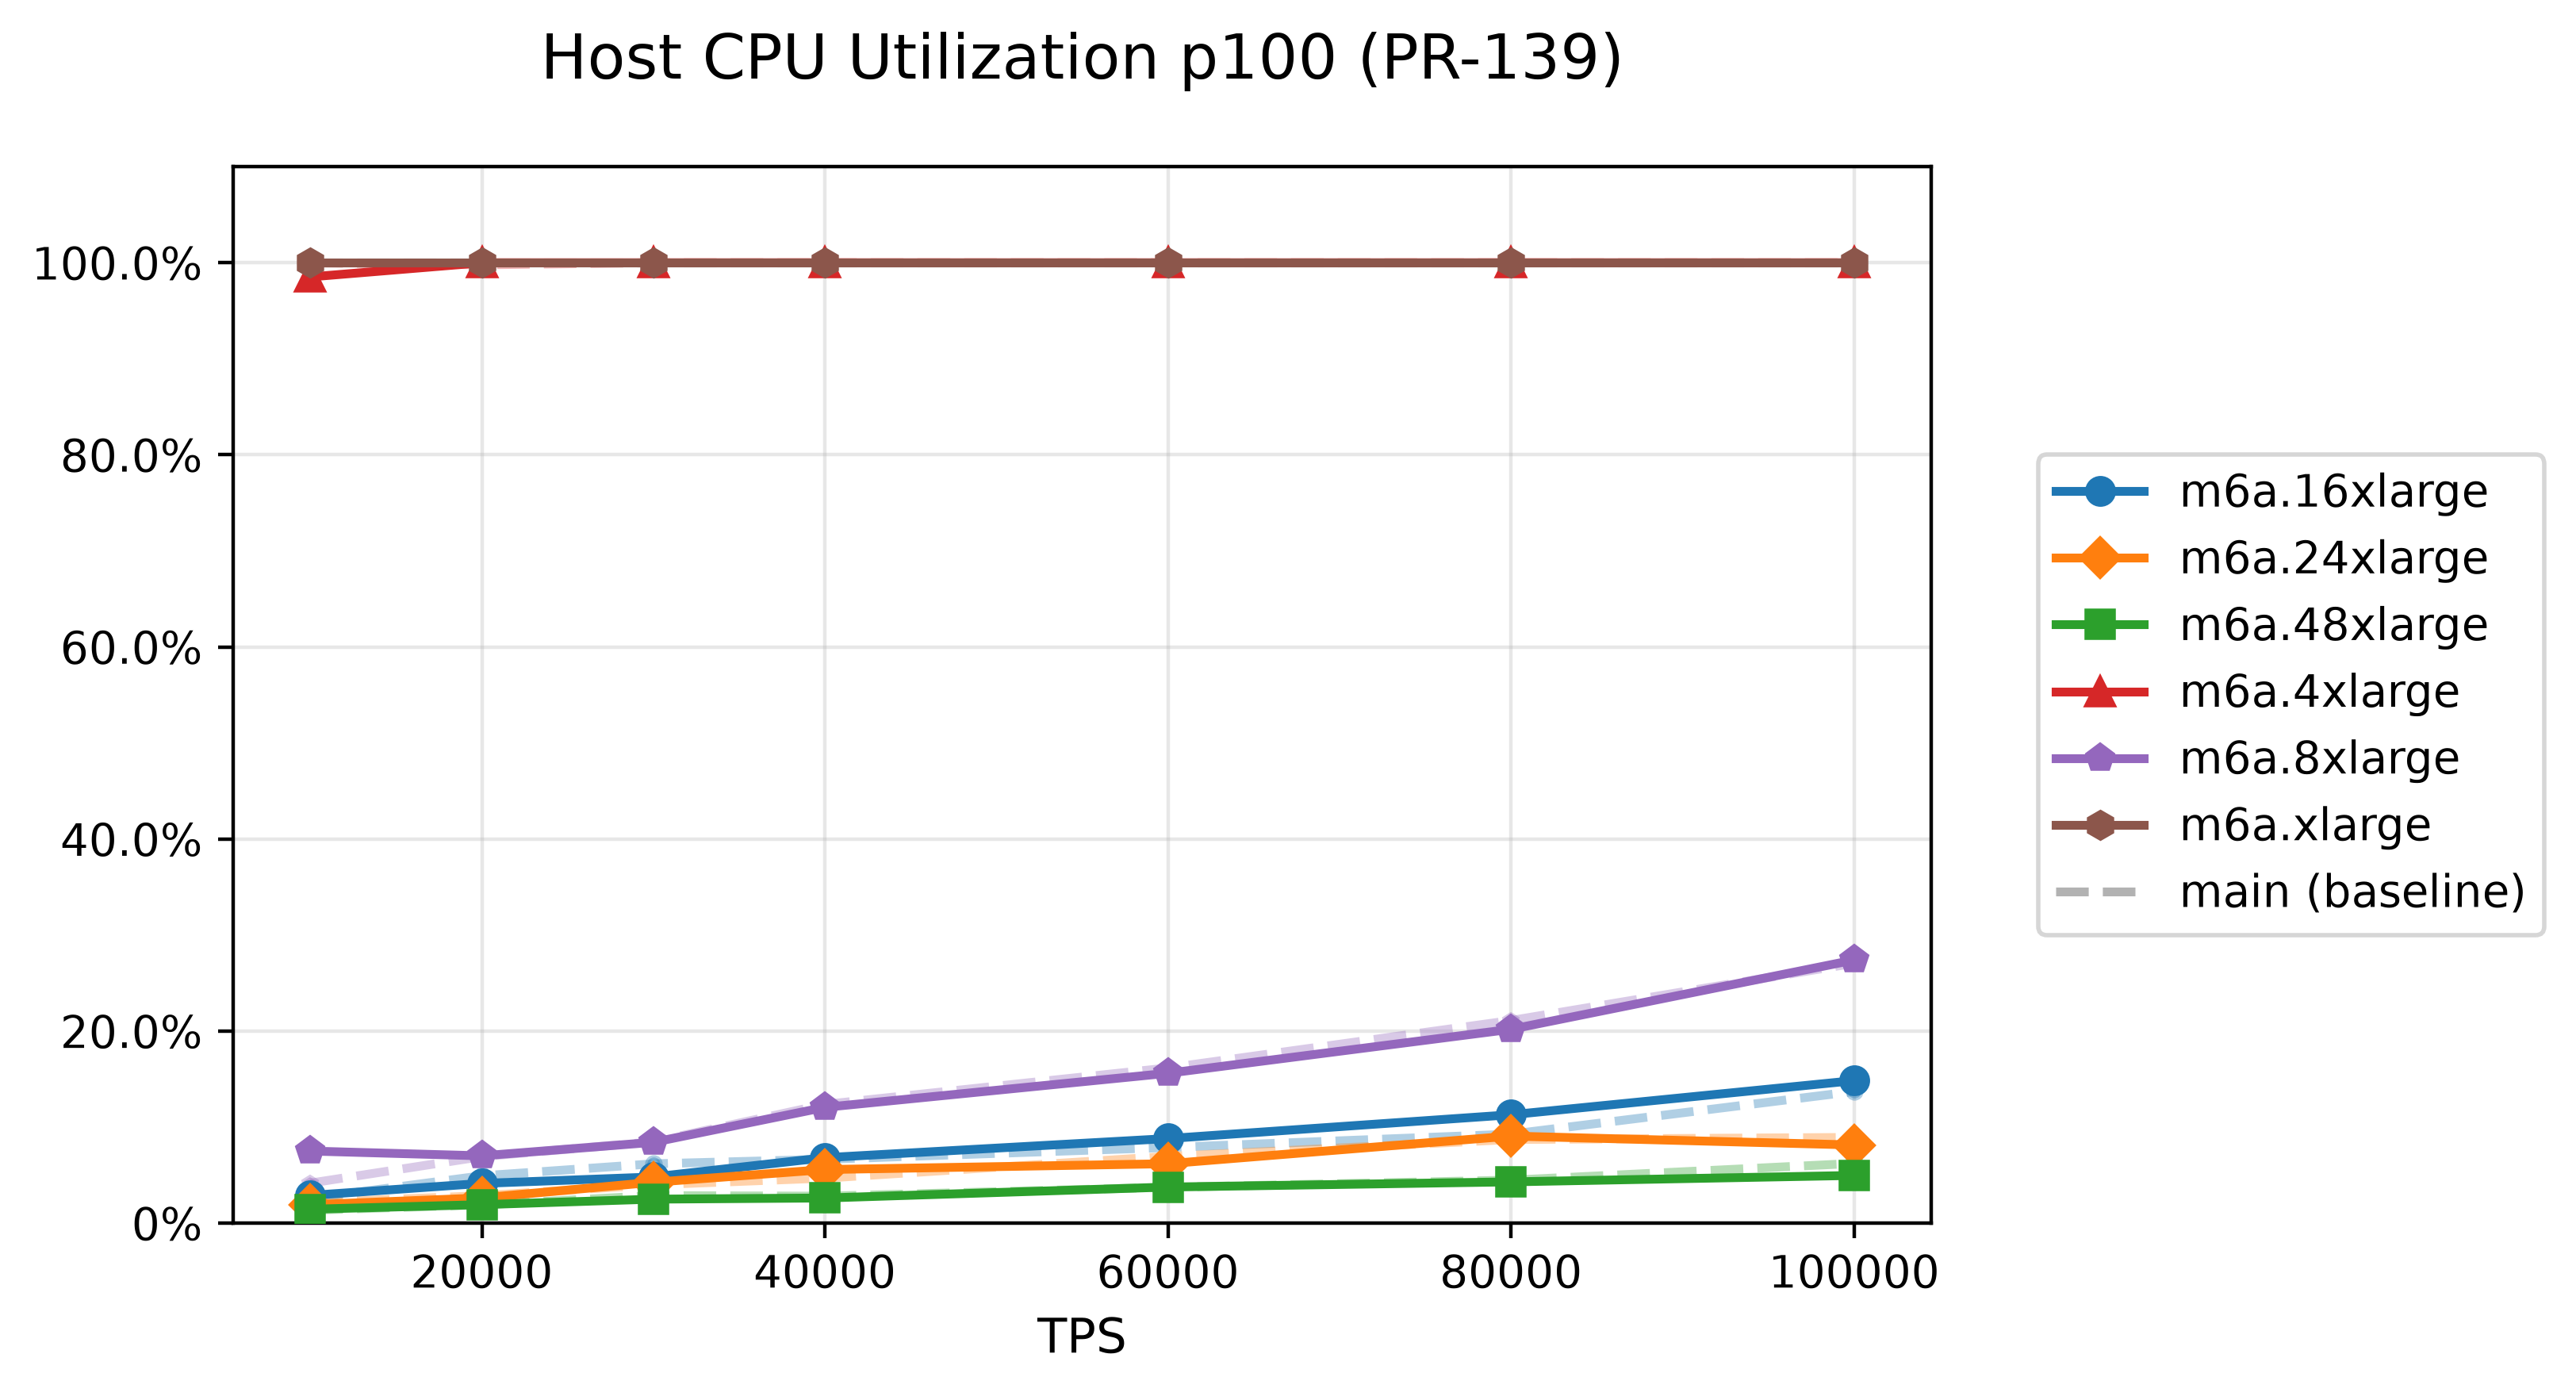 Host CPU Utilization p100 (PR-139)
100.0%
80.0%
60.0%
40.0%
20.0%
0%
20000 40000 60000 80000 100000
TPS
m6a.16xlarge
m6a.24xlarge
m6a.48xlarge
m6a.4xlarge
m6a.8xlarge
m6a.xlarge
main (baseline)